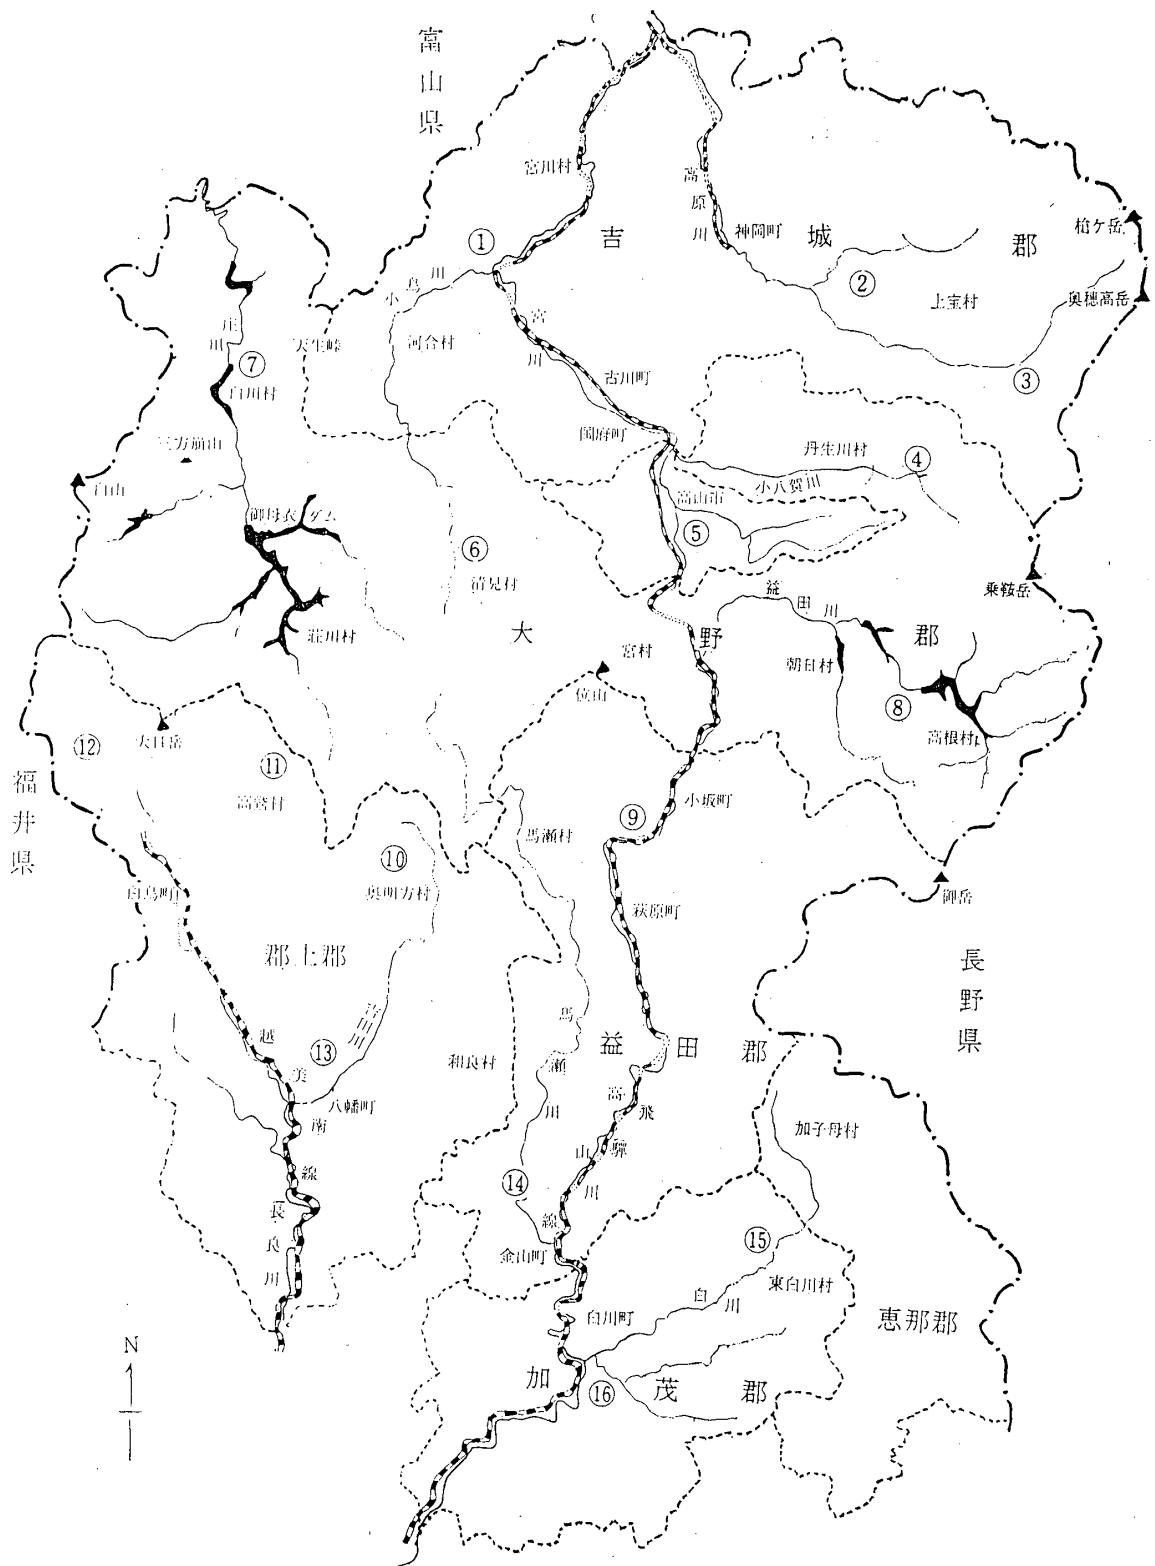 富山県
宮川村
高原川
①
吉城郡
神岡町
槍ケ岳
②
小鳥川
上宝村
奥穂高岳
庄川
天生峠
河合村
宮川
⑦
③
白川村
古川町
国府町
三方崩山
丹生川村
④
白山
小八賀川
高山市
御母衣ダム
⑤
⑥
清見村
乗鞍岳
益田川
荘川村
大野郡
宮村
朝日村
位山
⑧
⑫
大日岳
高根村
⑪
高鷲村
福井県
小坂町
⑨
馬瀬村
⑩
奥明方村
白鳥町
御岳
萩原町
郡上郡
長野県
吉田川
馬瀬川
越美南線
⑬
和良村
益田郡
八幡町
高山線
飛騨川
加子母村
⑭
長良川
⑮
金山町
東白川村
白川
白川町
恵那郡
N
加茂郡
⑯